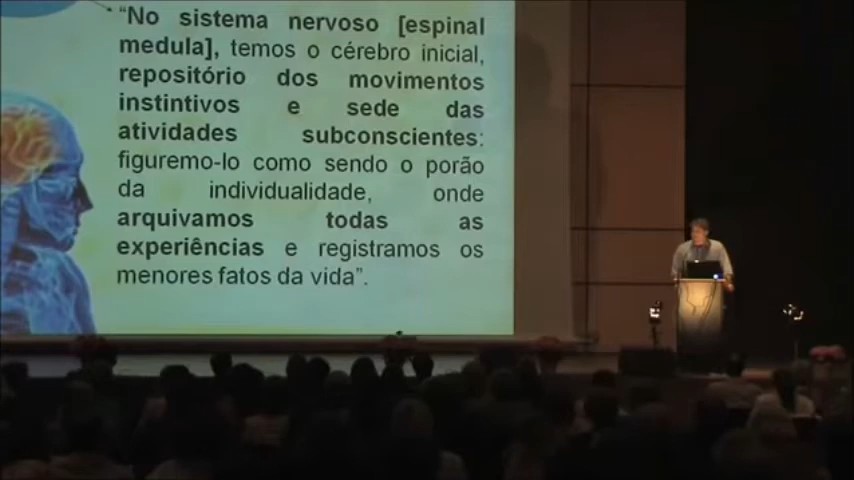 “No sistema nervoso [espinal
medula], temos o cérebro inicial,
repositório dos movimentos
instintivos e sede das
atividades subconscientes:
figuremo-lo como sendo o porão
da individualidade, onde
arquivamos todas as
experiências e registramos os
menores fatos da vida”.